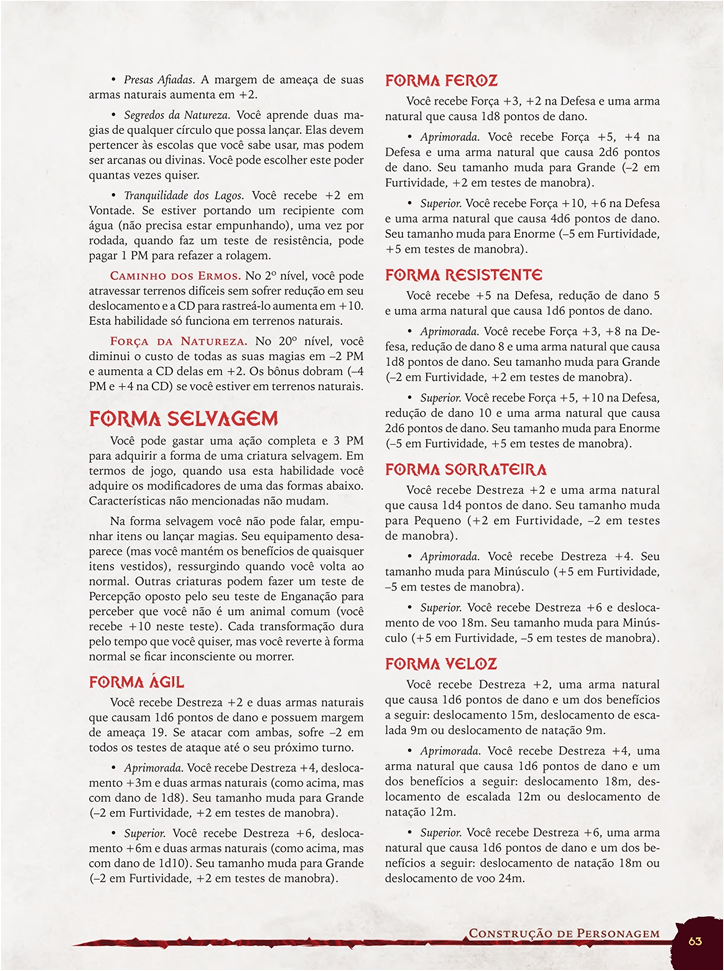 • Presas Afiadas. A margem de ameaça de suas
armas naturais aumenta em +2.
• Segredos da Natureza. Você aprende duas ma-
gias de qualquer círculo que possa lançar. Elas devem
pertencer às escolas que você sabe usar, mas podem
ser arcanas ou divinas. Você pode escolher este poder
quantas vezes quiser.
• Tranquilidade dos Lagos. Você recebe +2 em
Vontade. Se estiver portando um recipiente com
água (não precisa estar empunhando), uma vez por
rodada, quando faz um teste de resistência, pode
pagar 1 PM para refazer a rolagem.
Caminho dos Ermos. No 2º nível, você pode
atravessar terrenos difíceis sem sofrer redução em seu
deslocamento e a CD para rastreá-lo aumenta em +10.
Esta habilidade só funciona em terrenos naturais.
Força da Natureza. No 20º nível, você
diminui o custo de todas as suas magias em –2 PM
e aumenta a CD delas em +2. Os bônus dobram (–4
PM e +4 na CD) se você estiver em terrenos naturais.
FORMA SELVAGEM
Você pode gastar uma ação completa e 3 PM
para adquirir a forma de uma criatura selvagem. Em
termos de jogo, quando usa esta habilidade você
adquire os modificadores de uma das formas abaixo.
Características não mencionadas não mudam.
Na forma selvagem você não pode falar, empu-
nhar itens ou lançar magias. Seu equipamento desa-
parece (mas você mantém os benefícios de quaisquer
itens vestidos), ressurgindo quando você volta ao
normal. Outras criaturas podem fazer um teste de
Percepção oposto pelo seu teste de Enganação para
perceber que você não é um animal comum (você
recebe +10 neste teste). Cada transformação dura
pelo tempo que você quiser, mas você reverte à forma
normal se ficar inconsciente ou morrer.
FORMA ÁGIL
Você recebe Destreza +2 e duas armas naturais
que causam 1d6 pontos de dano e possuem margem
de ameaça 19. Se atacar com ambas, sofre –2 em
todos os testes de ataque até o seu próximo turno.
• Aprimorada. Você recebe Destreza +4, desloca-
mento +3m e duas armas naturais (como acima, mas
com dano de 1d8). Seu tamanho muda para Grande
(–2 em Furtividade, +2 em testes de manobra).
• Superior. Você recebe Destreza +6, desloca-
mento +6m e duas armas naturais (como acima, mas
com dano de 1d10). Seu tamanho muda para Grande
(–2 em Furtividade, +2 em testes de manobra).
FORMA FEROZ
Você recebe Força +3, +2 na Defesa e uma arma
natural que causa 1d8 pontos de dano.
• Aprimorada. Você recebe Força +5, +4 na
Defesa e uma arma natural que causa 2d6 pontos
de dano. Seu tamanho muda para Grande (–2 em
Furtividade, +2 em testes de manobra).
• Superior. Você recebe Força +10, +6 na Defesa
e uma arma natural que causa 4d6 pontos de dano.
Seu tamanho muda para Enorme (–5 em Furtividade,
+5 em testes de manobra).
FORMA RESISTENTE
Você recebe +5 na Defesa, redução de dano 5
e uma arma natural que causa 1d6 pontos de dano.
• Aprimorada. Você recebe Força +3, +8 na De-
fesa, redução de dano 8 e uma arma natural que causa
1d8 pontos de dano. Seu tamanho muda para Grande
(–2 em Furtividade, +2 em testes de manobra).
• Superior. Você recebe Força +5, +10 na Defesa,
redução de dano 10 e uma arma natural que causa
2d6 pontos de dano. Seu tamanho muda para Enorme
(–5 em Furtividade, +5 em testes de manobra).
FORMA SORRATEIRA
Você recebe Destreza +2 e uma arma natural
que causa 1d4 pontos de dano. Seu tamanho muda
para Pequeno (+2 em Furtividade, –2 em testes
de manobra).
• Aprimorada. Você recebe Destreza +4. Seu
tamanho muda para Minúsculo (+5 em Furtividade,
–5 em testes de manobra).
• Superior. Você recebe Destreza +6 e desloca-
mento de voo 18m. Seu tamanho muda para Minús-
culo (+5 em Furtividade, –5 em testes de manobra).
FORMA VELOZ
Você recebe Destreza +2, uma arma natural
que causa 1d6 pontos de dano e um dos benefícios
a seguir: deslocamento 15m, deslocamento de esca-
lada 9m ou deslocamento de natação 9m.
• Aprimorada. Você recebe Destreza +4, uma
arma natural que causa 1d6 pontos de dano e um
dos benefícios a seguir: deslocamento 18m, des-
locamento de escalada 12m ou deslocamento de
natação 12m.
• Superior. Você recebe Destreza +6, uma arma
natural que causa 1d6 pontos de dano e um dos be-
nefícios a seguir: deslocamento de natação 18m ou
deslocamento de voo 24m.
Construção de Personagem
63